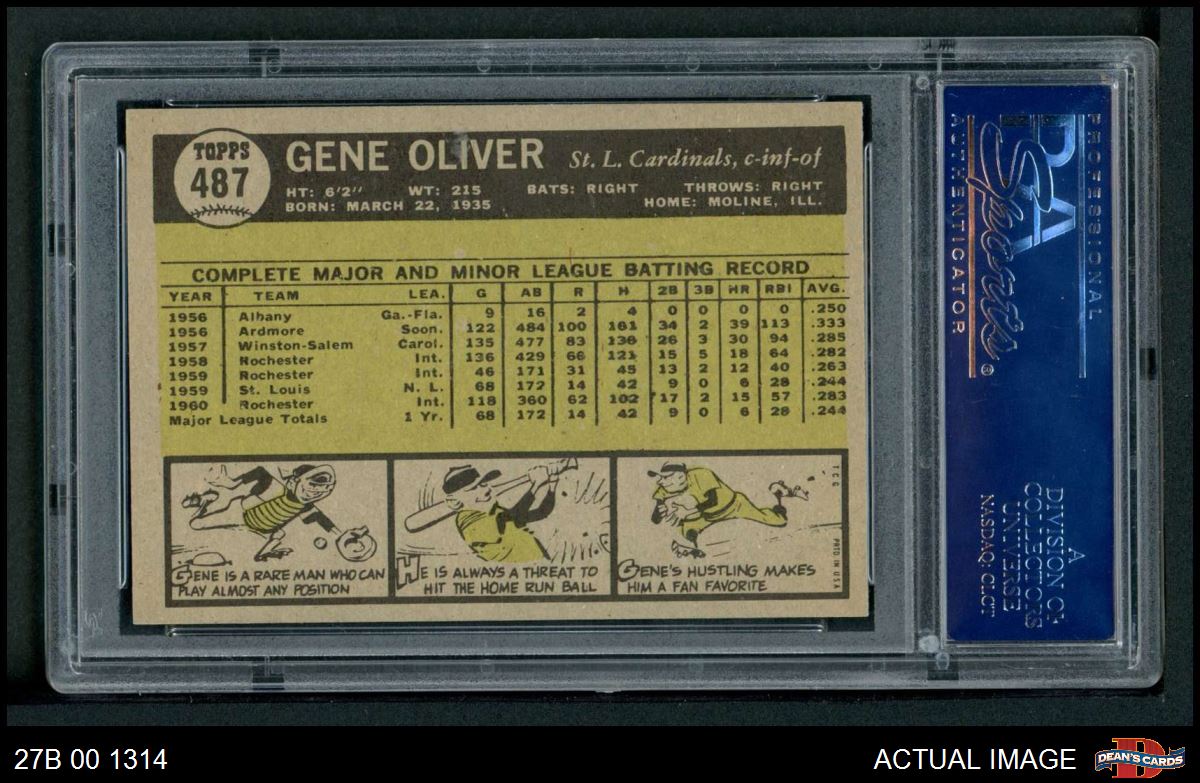 TOPPS
487
GENE OLIVER St. L. Cardinals, c-inf-of
HT: 6'2" WT: 215 BATS: RIGHT THROWS: RIGHT
BORN: MARCH 22, 1935 HOME: MOLINE, ILL.
COMPLETE MAJOR AND MINOR LEAGUE BATTING RECORD
YEAR TEAM LEA. G AB R H 2B 3B HR RBI AVG.
1956 Albany Ga.-Fla. 9 16 2 4 0 0 0 0 .250
1956 Ardmore Soon. 122 484 100 161 34 2 39 113 .333
1957 Winston-Salem Carol. 135 477 83 136 26 3 30 94 .285
1958 Rochester Int. 136 429 66 121 15 5 18 64 .282
1959 Rochester Int. 46 171 31 45 13 2 12 40 .263
1959 St. Louis N. L. 68 172 14 42 9 0 6 28 .244
1960 Rochester Int. 118 360 62 102 17 2 15 57 .283
Major League Totals 1 Yr. 68 172 14 42 9 0 6 28 .244
GENE IS A RARE MAN WHO CAN
PLAY ALMOST ANY POSITION
HE IS ALWAYS A THREAT TO
HIT THE HOME RUN BALL
GENE'S HUSTLING MAKES
HIM A FAN FAVORITE
T.C.G.
PRTD. IN U.S.A.
PROFESSIONAL
PSA
Sports®
AUTHENTICATOR
A
DIVISION OF
COLLECTORS
UNIVERSE
NASDAQ: CLCT
27B 00 1314
ACTUAL IMAGE
DEAN'S CARDS